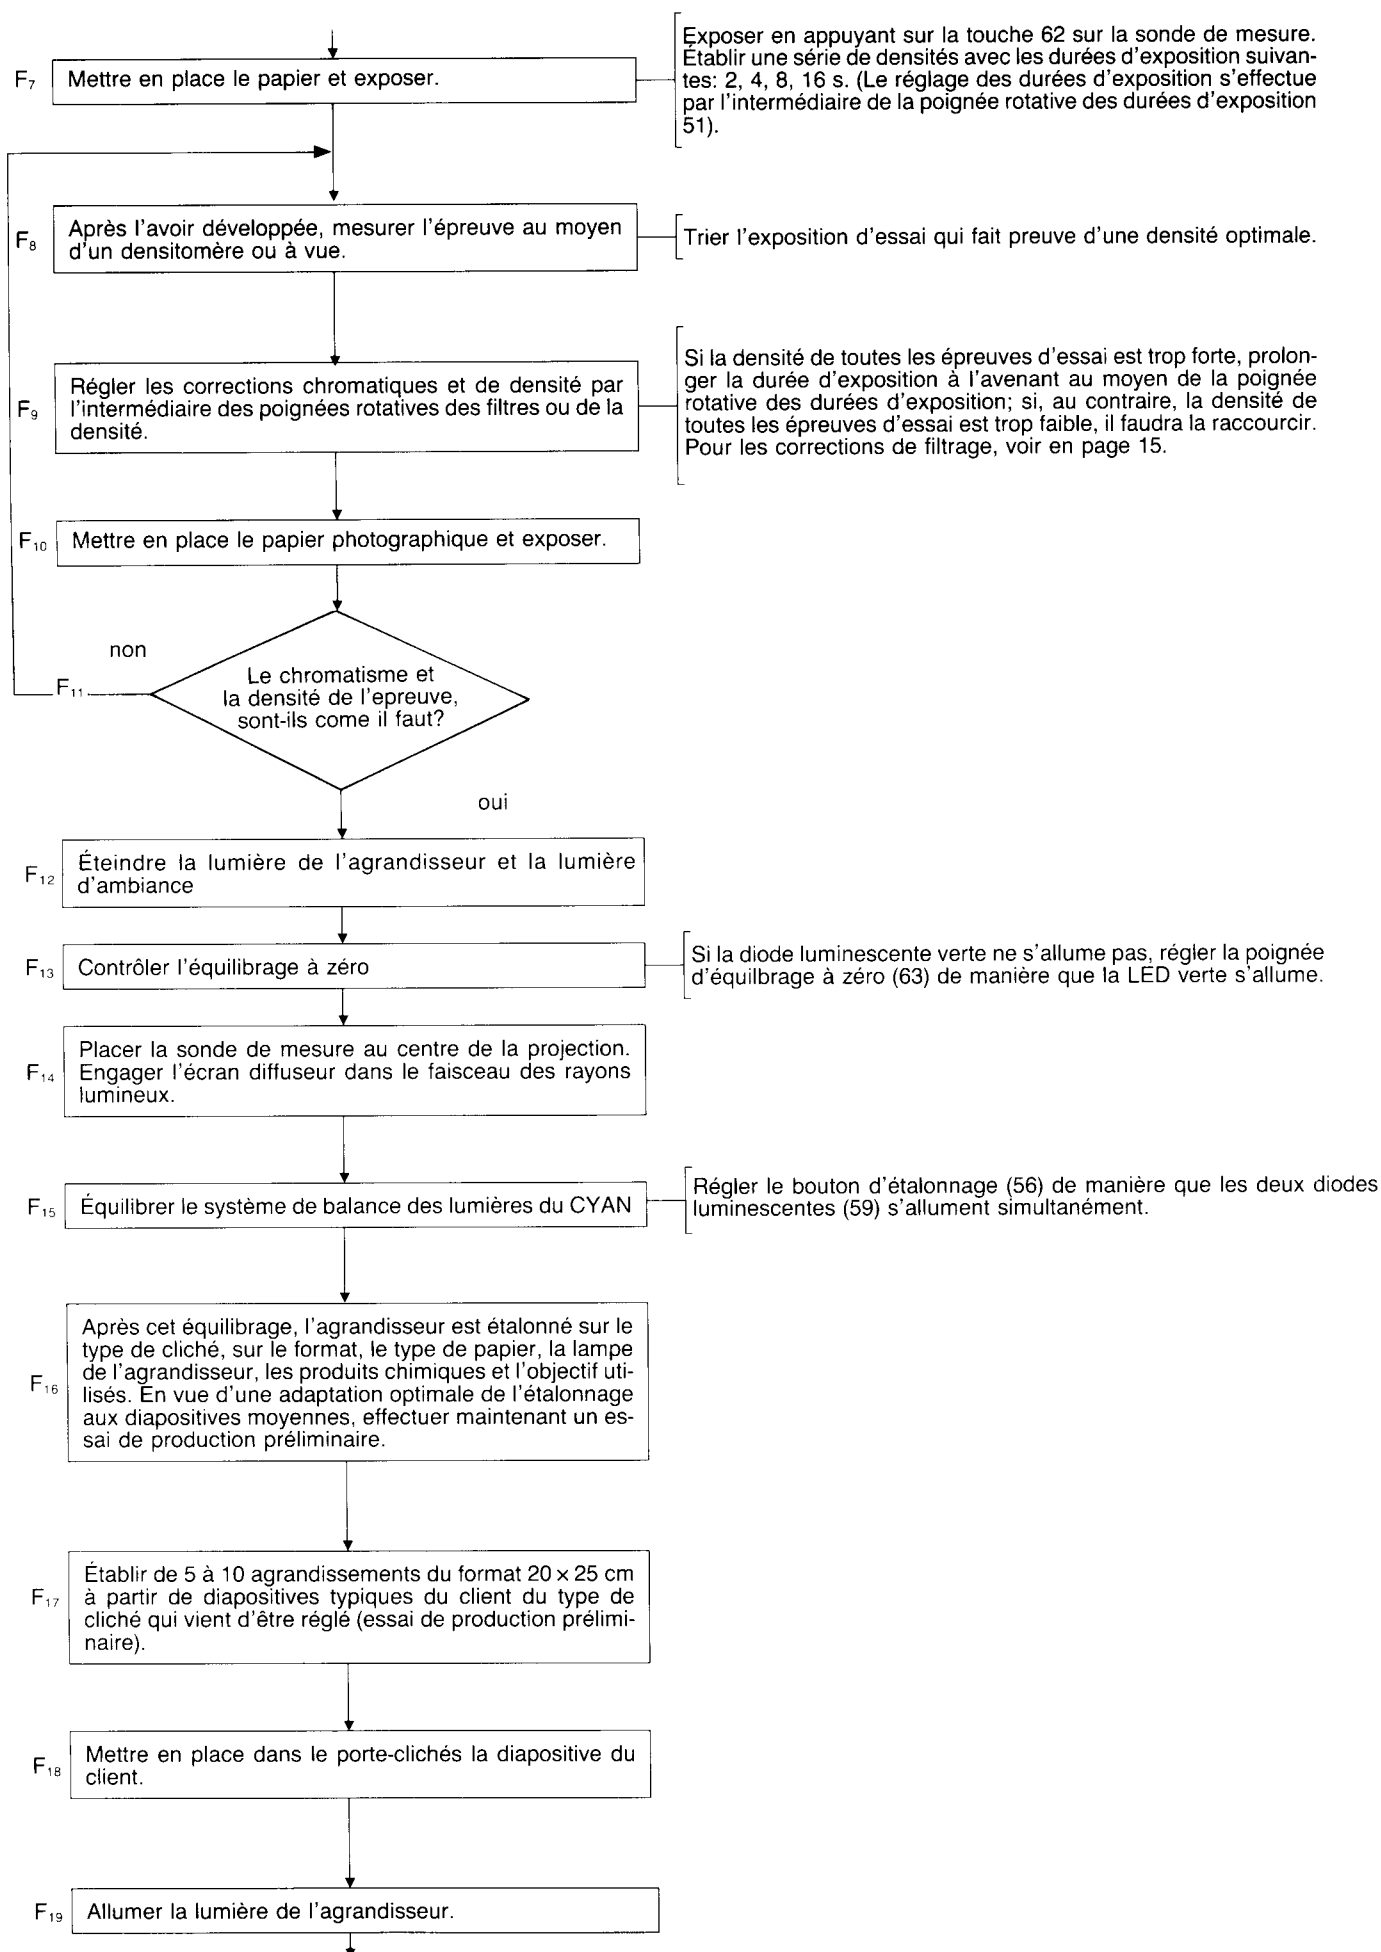 F7
Mettre en place le papier et exposer.
Exposer en appuyant sur la touche 62 sur la sonde de mesure.
Établir une série de densités avec les durées d'exposition suivan-
tes: 2, 4, 8, 16 s. (Le réglage des durées d'exposition s'effectue
par l'intermédiaire de la poignée rotative des durées d'exposition
51).
F8
Après l'avoir développée, mesurer l'épreuve au moyen
d'un densitomère ou à vue.
Trier l'exposition d'essai qui fait preuve d'une densité optimale.
F9
Régler les corrections chromatiques et de densité par
l'intermédiaire des poignées rotatives des filtres ou de la
densité.
Si la densité de toutes les épreuves d'essai est trop forte, prolon-
ger la durée d'exposition à l'avenant au moyen de la poignée
rotative des durées d'exposition; si, au contraire, la densité de
toutes les épreuves d'essai est trop faible, il faudra la raccourcir.
Pour les corrections de filtrage, voir en page 15.
F10
Mettre en place le papier photographique et exposer.
non
F11
Le chromatisme et
la densité de l'epreuve,
sont-ils come il faut?
oui
F12
Éteindre la lumière de l'agrandisseur et la lumière
d'ambiance
F13
Contrôler l'équilibrage à zéro
Si la diode luminescente verte ne s'allume pas, régler la poignée
d'équilbrage à zéro (63) de manière que la LED verte s'allume.
F14
Placer la sonde de mesure au centre de la projection.
Engager l'écran diffuseur dans le faisceau des rayons
lumineux.
F15
Équilibrer le système de balance des lumières du CYAN
Régler le bouton d'étalonnage (56) de manière que les deux diodes
luminescentes (59) s'allument simultanément.
F16
Après cet équilibrage, l'agrandisseur est étalonné sur le
type de cliché, sur le format, le type de papier, la lampe
de l'agrandisseur, les produits chimiques et l'objectif uti-
lisés. En vue d'une adaptation optimale de l'étalonnage
aux diapositives moyennes, effectuer maintenant un es-
sai de production préliminaire.
F17
Établir de 5 à 10 agrandissements du format 20 x 25 cm
à partir de diapositives typiques du client du type de
cliché qui vient d'être réglé (essai de production prélimi-
naire).
F18
Mettre en place dans le porte-clichés la diapositive du
client.
F19
Allumer la lumière de l'agrandisseur.